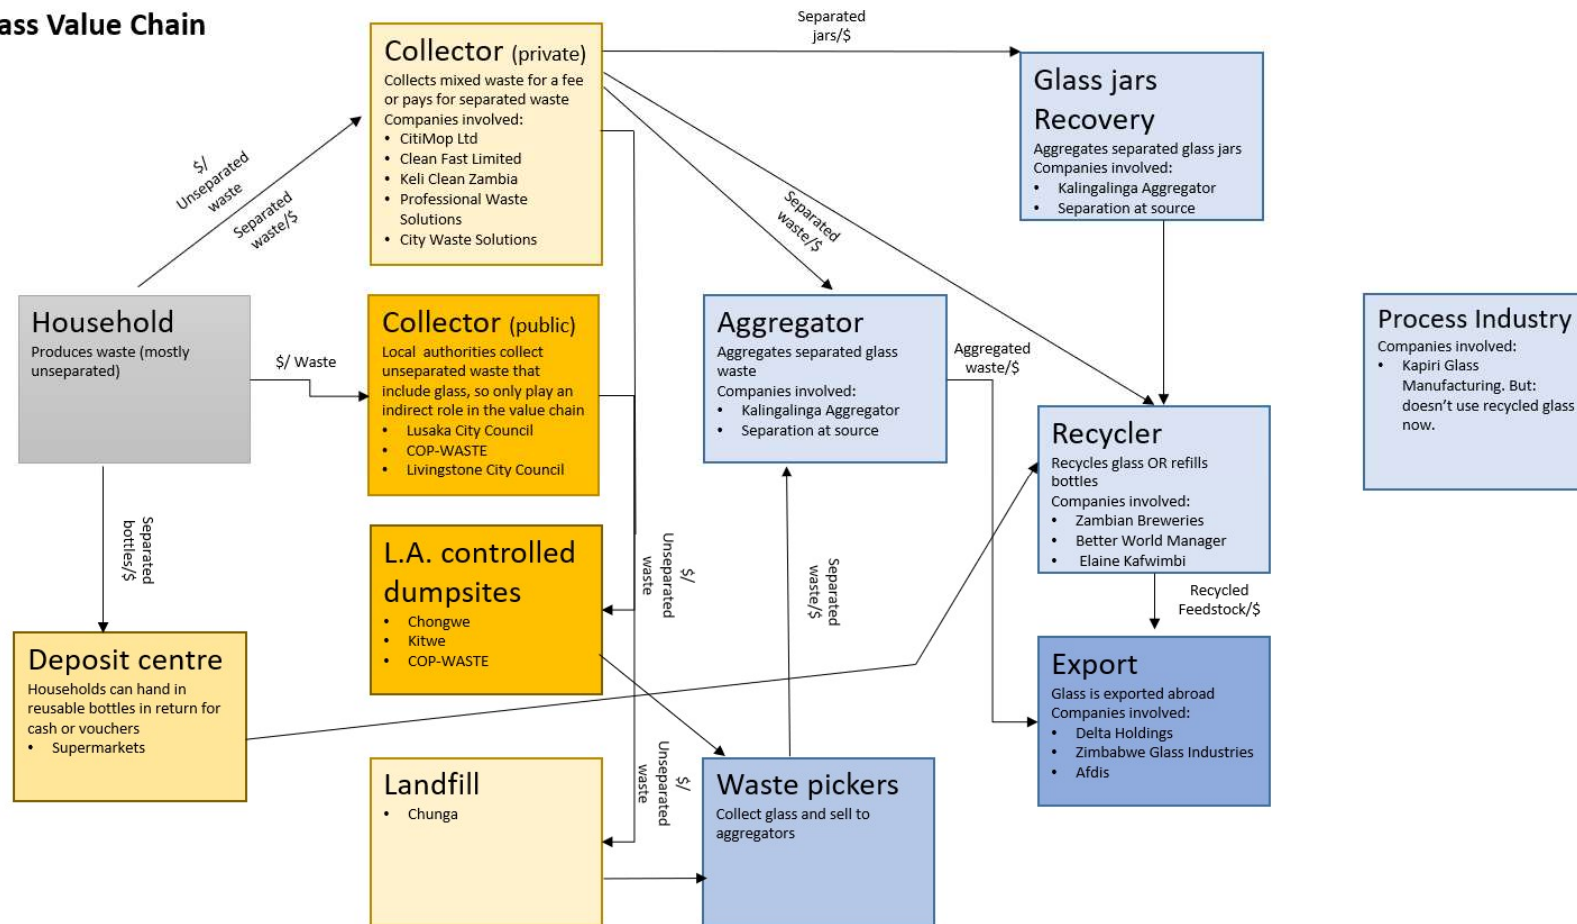 ass Value Chain
Collector (private)
Collects mixed waste for a fee
or pays for separated waste
Companies involved:
• CitiMop Ltd
• Clean Fast Limited
• Keli Clean Zambia
• Professional Waste
Solutions
• City Waste Solutions
Separated
jars/$
Glass jars
Recovery
Aggregates separated glass jars
Companies involved:
• Kalingalinga Aggregator
• Separation at source
$/
Unseparated
waste
Separated
waste/$
Separated
waste/$
Household
Produces waste (mostly
unseparated)
$/ Waste
Collector (public)
Local authorities collect
unseparated waste that
include glass, so only play an
indirect role in the value chain
• Lusaka City Council
• COP-WASTE
• Livingstone City Council
Aggregator
Aggregates separated glass
waste
Companies involved:
• Kalingalinga Aggregator
• Separation at source
Aggregated
waste/$
Process Industry
Companies involved:
• Kapiri Glass
Manufacturing. But:
doesn't use recycled glass
now.
Recycler
Recycles glass OR refills
bottles
Companies involved:
• Zambian Breweries
• Better World Manager
• Elaine Kafwimbi
Separated
bottles/$
L.A. controlled
dumpsites
• Chongwe
• Kitwe
• COP-WASTE
$/
Unseparated
waste
Separated
waste/$
Recycled
Feedstock/$
Deposit centre
Households can hand in
reusable bottles in return for
cash or vouchers
• Supermarkets
Export
Glass is exported abroad
Companies involved:
• Delta Holdings
• Zimbabwe Glass Industries
• Afdis
Landfill
• Chunga
$/
Unseparated
waste
Waste pickers
Collect glass and sell to
aggregators